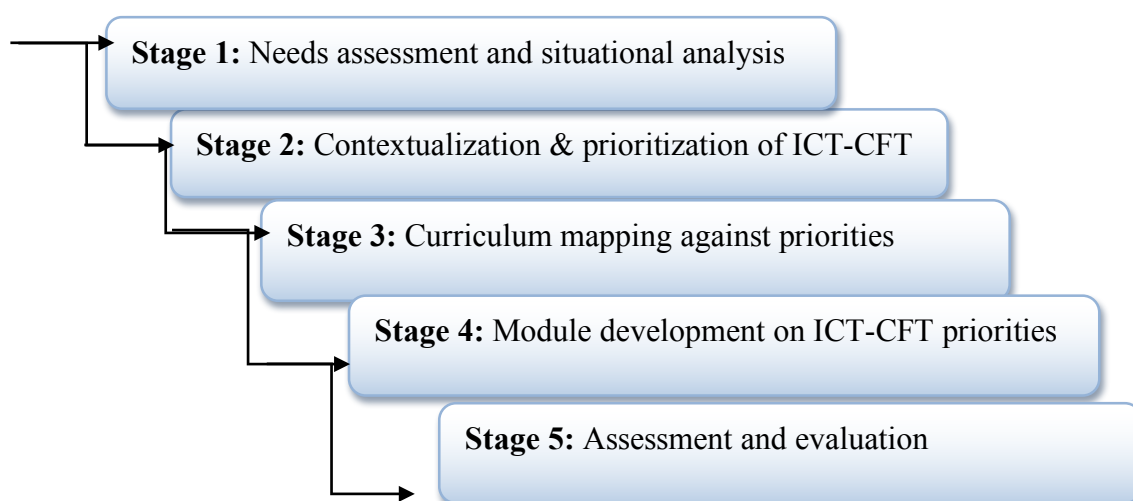 Stage 1: Needs assessment and situational analysis
Stage 2: Contextualization & prioritization of ICT-CFT
Stage 3: Curriculum mapping against priorities
Stage 4: Module development on ICT-CFT priorities
Stage 5: Assessment and evaluation